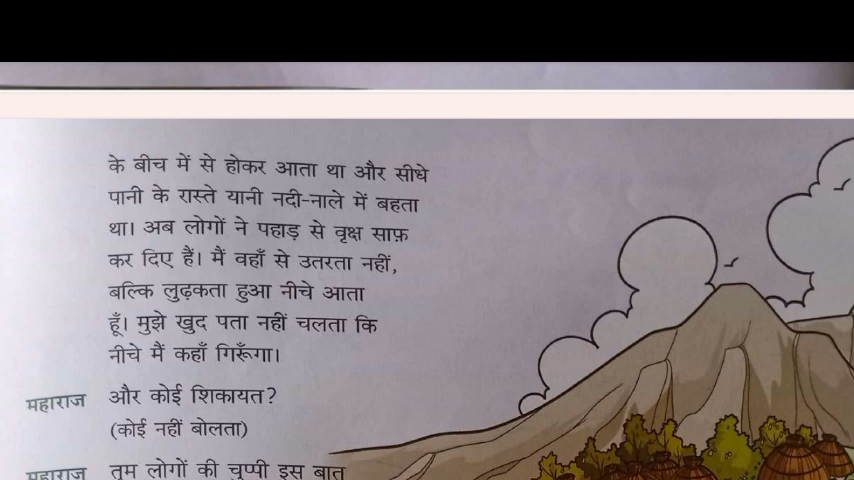 के बीच में से होकर आता था और सीधे
पानी के रास्ते यानी नदी-नाले में बहता
था। अब लोगों ने पहाड़ से वृक्ष साफ़
कर दिए हैं। मैं वहाँ से उतरता नहीं,
बल्कि लुढ़कता हुआ नीचे आता
हूँ। मुझे खुद पता नहीं चलता कि
नीचे मैं कहाँ गिरूँगा।
महाराज और कोई शिकायत?
(कोई नहीं बोलता)
महाराज तुम लोगों की चुप्पी इस बात